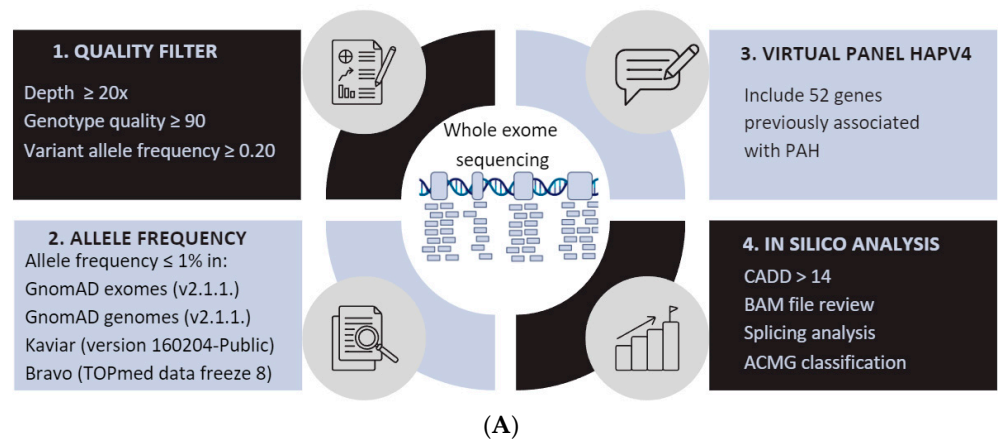 1. QUALITY FILTER
Depth ≥ 20x
Genotype quality ≥ 90
Variant allele frequency ≥ 0.20
2. ALLELE FREQUENCY
Allele frequency ≤ 1% in:
GnomAD exomes (v2.1.1.)
GnomAD genomes (v2.1.1.)
Kaviar (version 160204-Public)
Bravo (TOPmed data freeze 8)
Whole exome
sequencing
3. VIRTUAL PANEL HAPV4
Include 52 genes
previously associated
with PAH
4. IN SILICO ANALYSIS
CADD > 14
BAM file review
Splicing analysis
ACMG classification
(A)